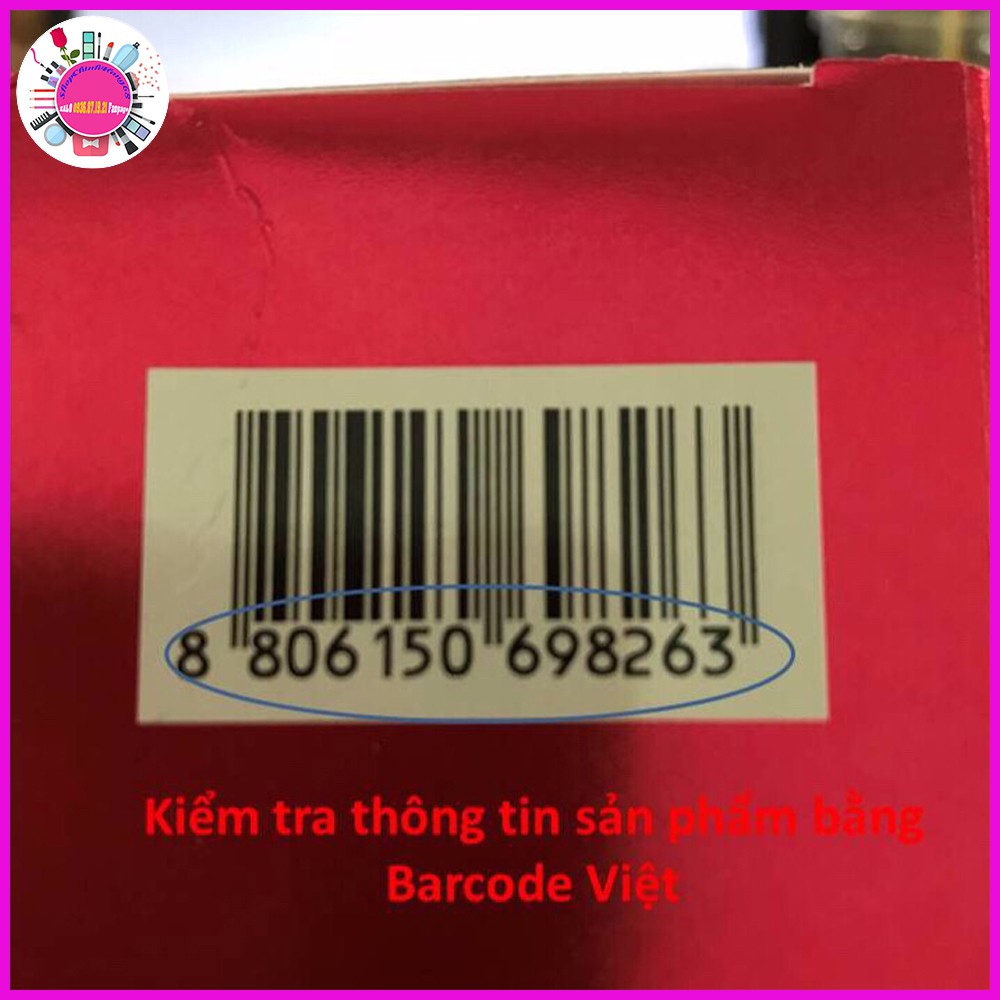 8 806150 698263
Kiểm tra thông tin sản phẩm bằng
Barcode Việt